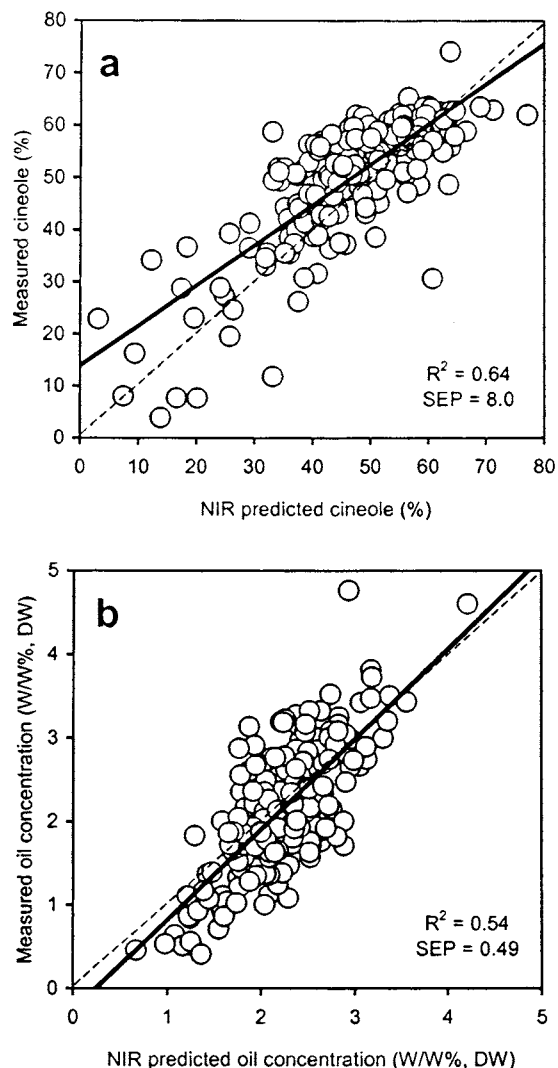 a
80
70
60
50
40
30
20
10
0
Measured cineole (%)
R² = 0.64
SEP = 8.0
0 10 20 30 40 50 60 70 80
NIR predicted cineole (%)
b
5
4
3
2
1
0
Measured oil concentration (W/W%, DW)
R² = 0.54
SEP = 0.49
0 1 2 3 4 5
NIR predicted oil concentration (W/W%, DW)